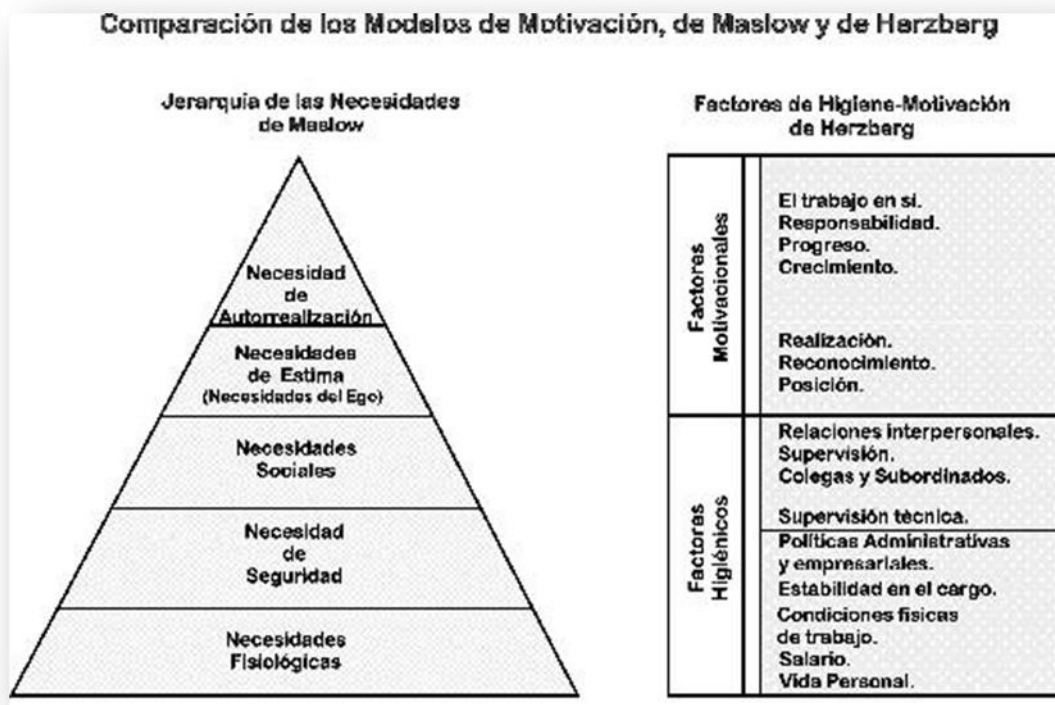 Comparación de los Modelos de Motivación, de Maslow y de Herzberg
Jerarquía de las Necesidades
de Maslow
Necesidad
de
Autorrealización
Necesidades
de Estima
(Necesidades del Ego)
Necesidades
Sociales
Necesidad
de
Seguridad
Necesidades
Fisiológicas
Factores de Higiene-Motivación
de Herzberg
Factores
Motivacionales
El trabajo en sí.
Responsabilidad.
Progreso.
Crecimiento.
Realización.
Reconocimiento.
Posición.
Factores
Higiénicos
Relaciones interpersonales.
Supervisión.
Colegas y Subordinados.
Supervisión técnica.
Políticas Administrativas
y empresariales.
Estabilidad en el cargo.
Condiciones físicas
de trabajo.
Salario.
Vida Personal.